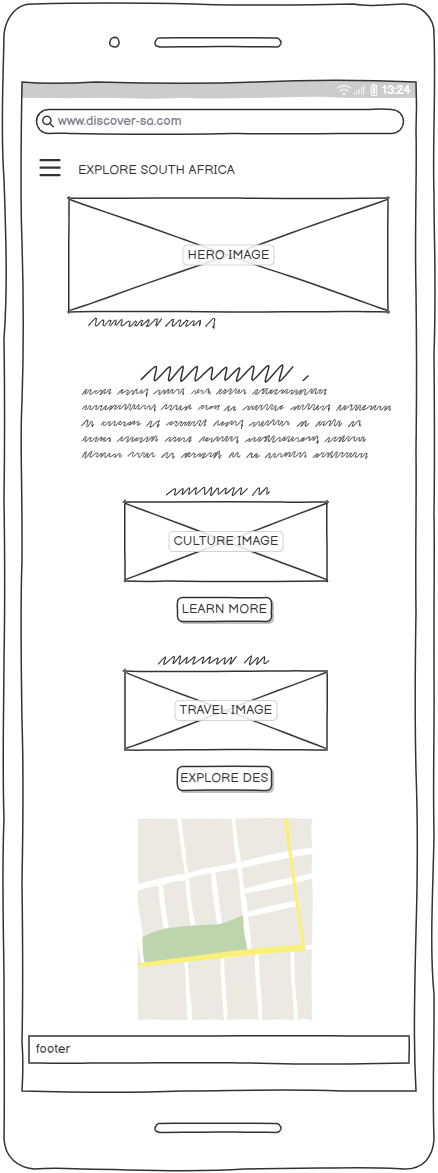 13:24
www.discover-sa.com
EXPLORE SOUTH AFRICA
HERO IMAGE
CULTURE IMAGE
LEARN MORE
TRAVEL IMAGE
EXPLORE DES
footer